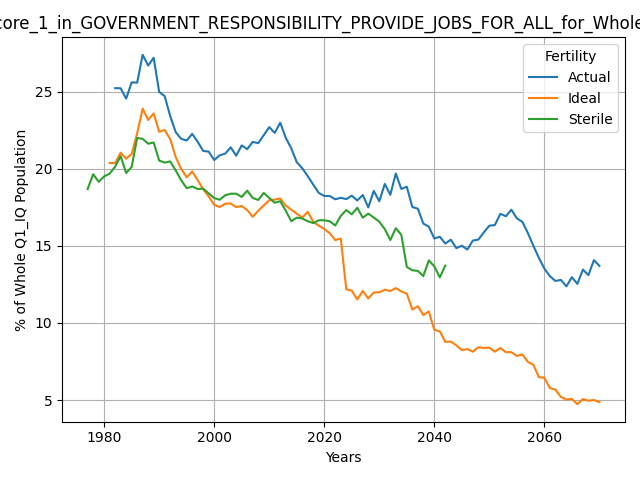 core_1_in_GOVERNMENT_RESPONSIBILITY_PROVIDE_JOBS_FOR_ALL_for_Whole
Fertility
Actual
Ideal
Sterile
% of Whole Q1_IQ Population
25
20
15
10
5
1980 2000 2020 2040 2060
Years